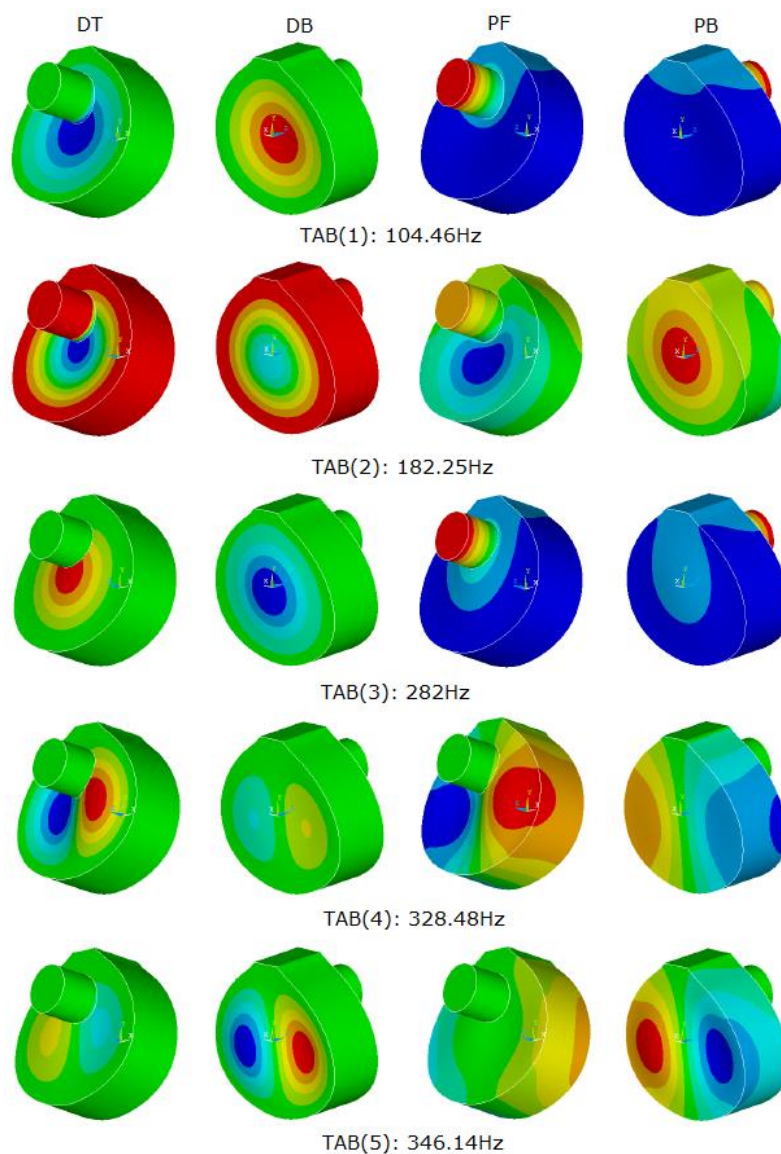 DT DB PF PB
TAB(1): 104.46Hz
TAB(2): 182.25Hz
TAB(3): 282Hz
TAB(4): 328.48Hz
TAB(5): 346.14Hz